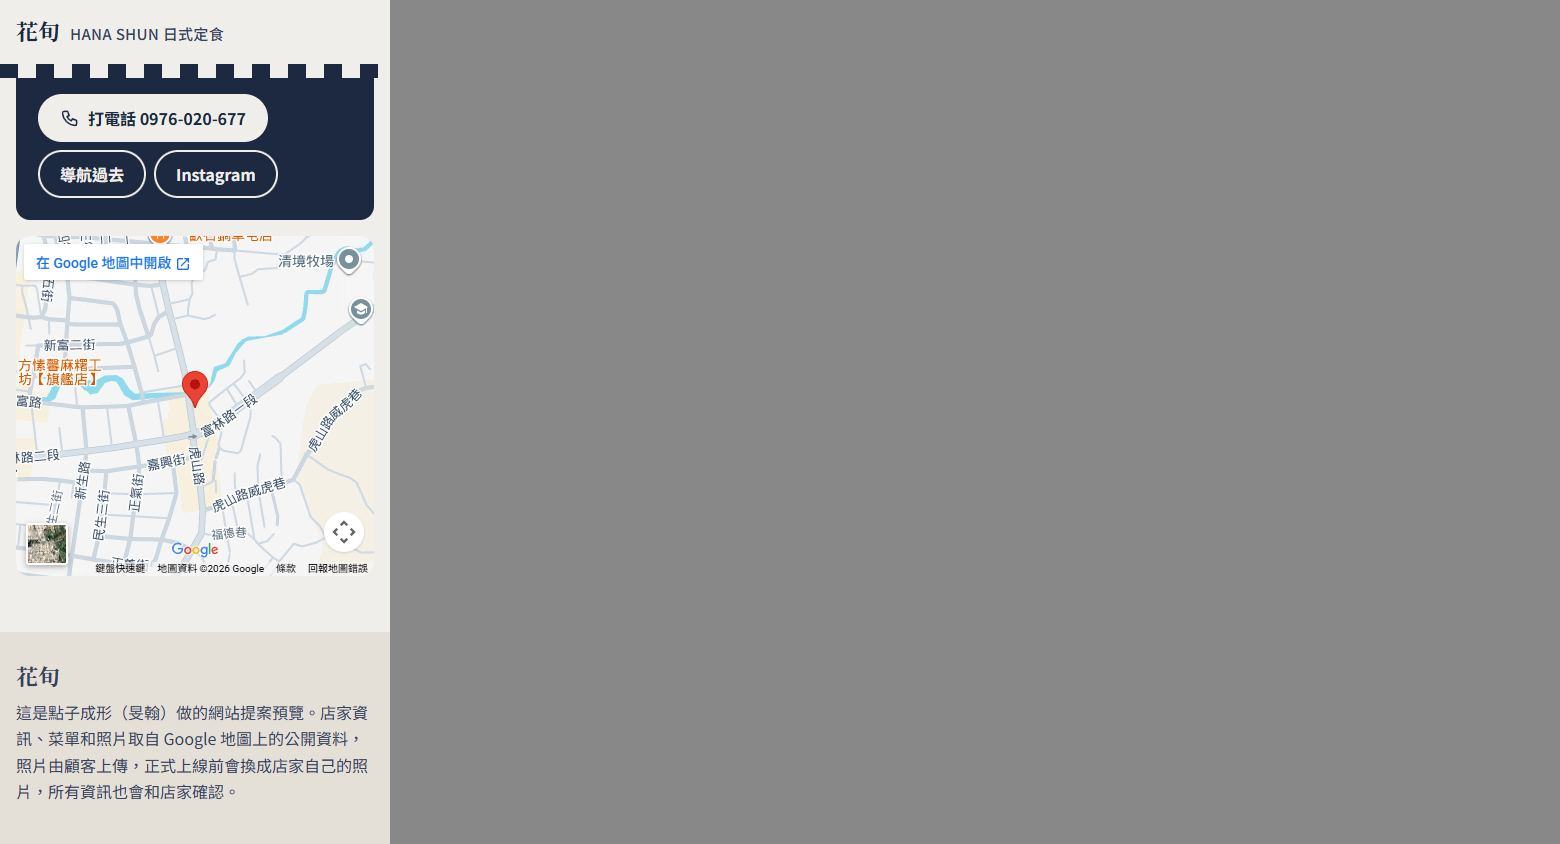 花旬 HANA SHUN 日式定食
打電話 0976-020-677
導航過去
Instagram
在 Google 地圖中開啟
清境牧場
五街
新富二街
方愫馨麻糬工
坊【旗艦店】
富路
富林路一段
虎山路威虎巷
林路二段
嘉興街
虎山路
新生路
正氣街
民生三街
生二街
虎山路威虎巷
福德巷
Google
鍵盤快速鍵
地圖資料 ©2026 Google
條款
回報地圖錯誤
花旬
這是點子成形（旻翰）做的網站提案預覽。店家資
訊、菜單和照片取自 Google 地圖上的公開資料，
照片由顧客上傳，正式上線前會換成店家自己的照
片，所有資訊也會和店家確認。